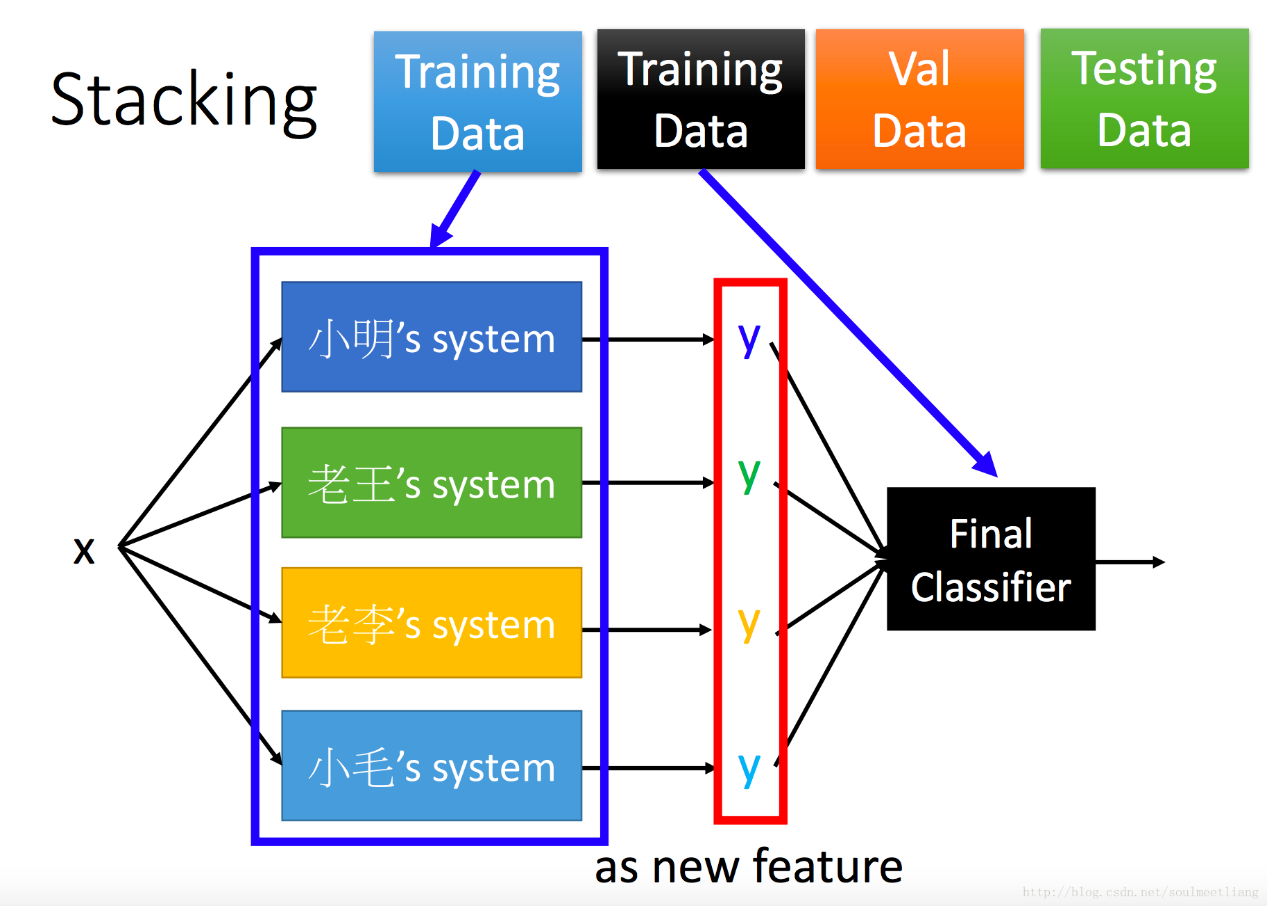 Stacking
Training
Data
Training
Data
Val
Data
Testing
Data
小明’s system
老王’s system
老李’s system
小毛’s system
x
y
y
y
y
Final
Classifier
as new feature
http://blog.csdn.net/soulmeetliang